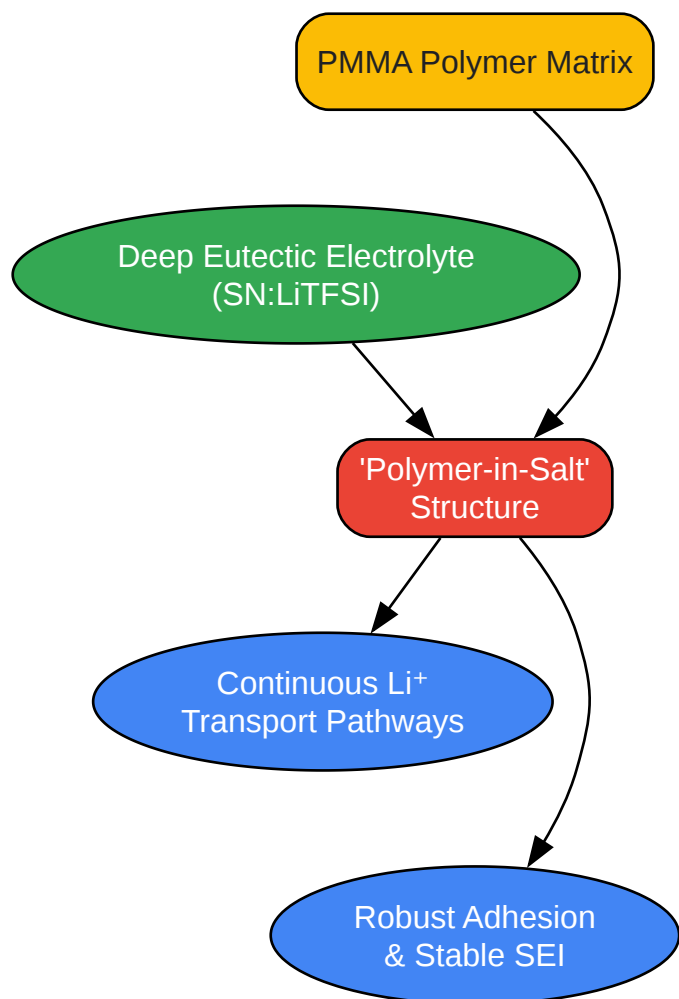 PMMA Polymer Matrix
Deep Eutectic Electrolyte
(SN:LiTFSI)
'Polymer-in-Salt'
Structure
Continuous Li⁺
Transport Pathways
Robust Adhesion
& Stable SEI